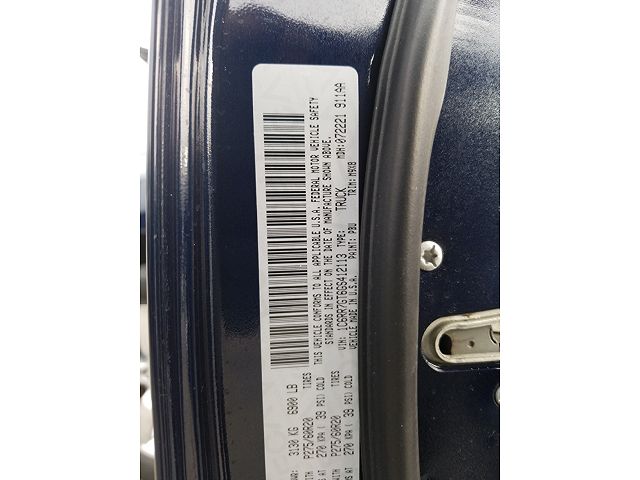 3130 KG 6900 LB
P275/60R20 TIRES
270 KPA ( 39 PSI) COLD
P275/60R20 TIRES
270 KPA ( 39 PSI) COLD
THIS VEHICLE CONFORMS TO ALL APPLICABLE U.S.A. FEDERAL MOTOR VEHICLE SAFETY
STANDARDS IN EFFECT ON THE DATE OF MANUFACTURE SHOWN ABOVE.
VIN: 1C6RR7GT6GS412113 TYPE: TRUCK MDH: 072221 911AA
MADE IN U.S.A. PAINT: PBU TRIM: M9X8